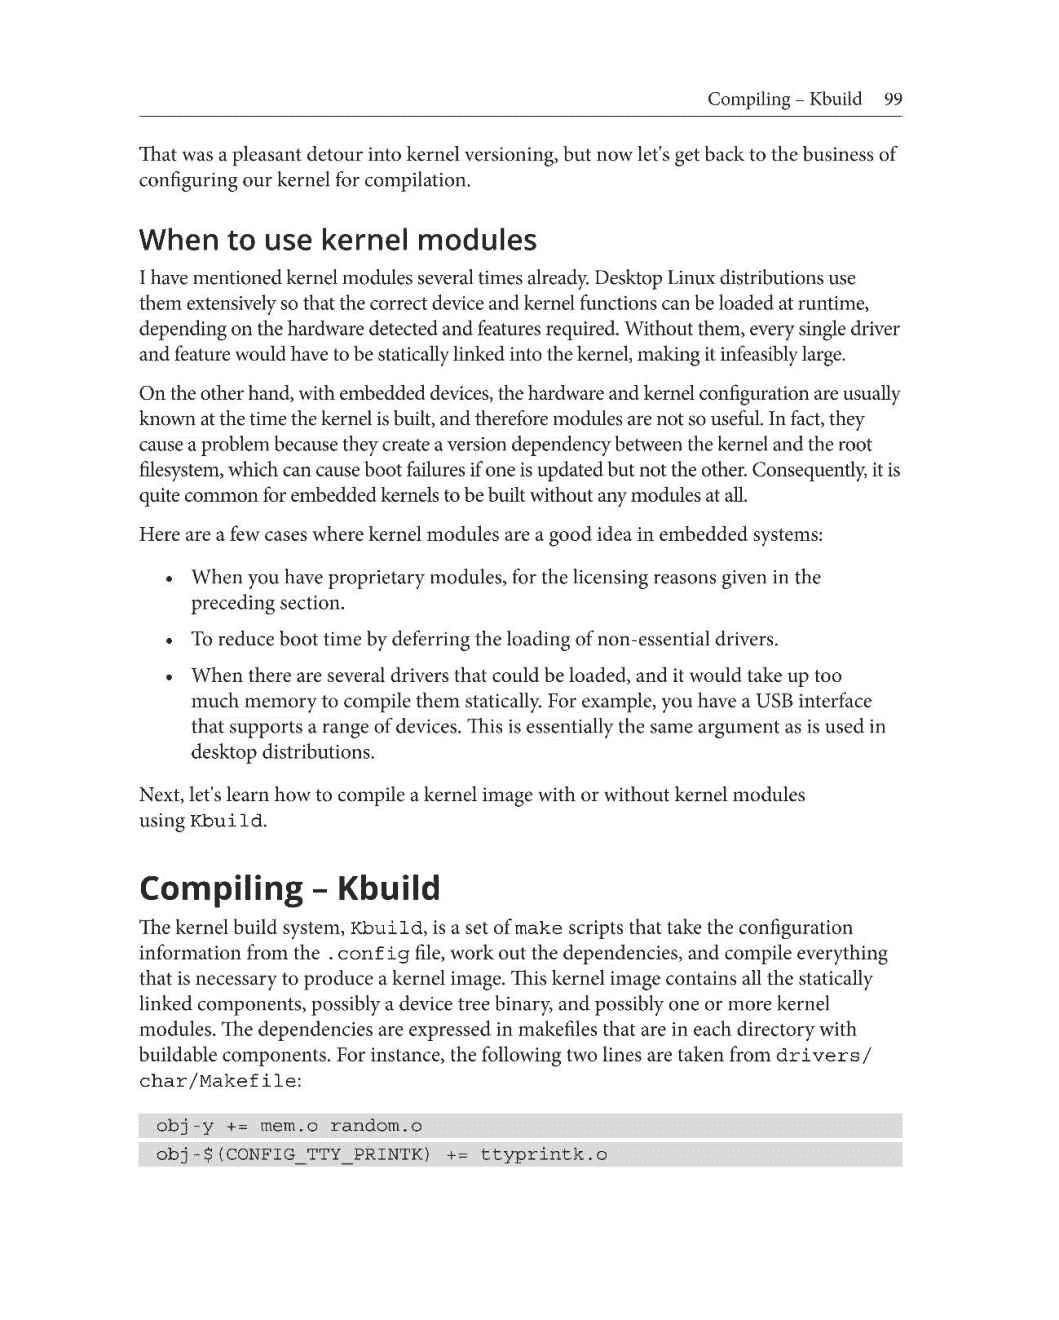 Compiling – Kbuild 99
That was a pleasant detour into kernel versioning, but now let's get back to the business of
configuring our kernel for compilation.
When to use kernel modules
I have mentioned kernel modules several times already. Desktop Linux distributions use
them extensively so that the correct device and kernel functions can be loaded at runtime,
depending on the hardware detected and features required. Without them, every single driver
and feature would have to be statically linked into the kernel, making it infeasibly large.
On the other hand, with embedded devices, the hardware and kernel configuration are usually
known at the time the kernel is built, and therefore modules are not so useful. In fact, they
cause a problem because they create a version dependency between the kernel and the root
filesystem, which can cause boot failures if one is updated but not the other. Consequently, it is
quite common for embedded kernels to be built without any modules at all.
Here are a few cases where kernel modules are a good idea in embedded systems:
• When you have proprietary modules, for the licensing reasons given in the
preceding section.
• To reduce boot time by deferring the loading of non-essential drivers.
• When there are several drivers that could be loaded, and it would take up too
much memory to compile them statically. For example, you have a USB interface
that supports a range of devices. This is essentially the same argument as is used in
desktop distributions.
Next, let's learn how to compile a kernel image with or without kernel modules
using Kbuild.
Compiling – Kbuild
The kernel build system, Kbuild, is a set of make scripts that take the configuration
information from the .config file, work out the dependencies, and compile everything
that is necessary to produce a kernel image. This kernel image contains all the statically
linked components, possibly a device tree binary, and possibly one or more kernel
modules. The dependencies are expressed in makefiles that are in each directory with
buildable components. For instance, the following two lines are taken from drivers/
char/Makefile:
obj-y += mem.o random.o
obj-$(CONFIG_TTY_PRINTK) += ttyprintk.o